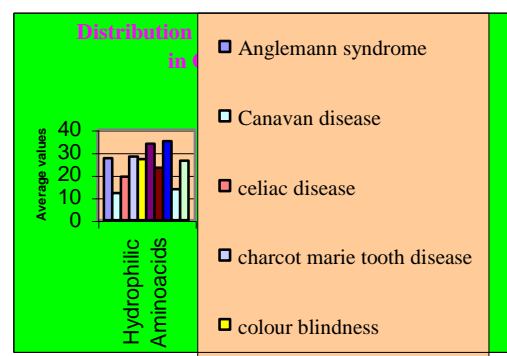 Distribution
in
Anglemann syndrome
Canavan disease
celiac disease
charcot marie tooth disease
colour blindness
Average values
40
30
20
10
0
Hydrophilic
Aminoacids